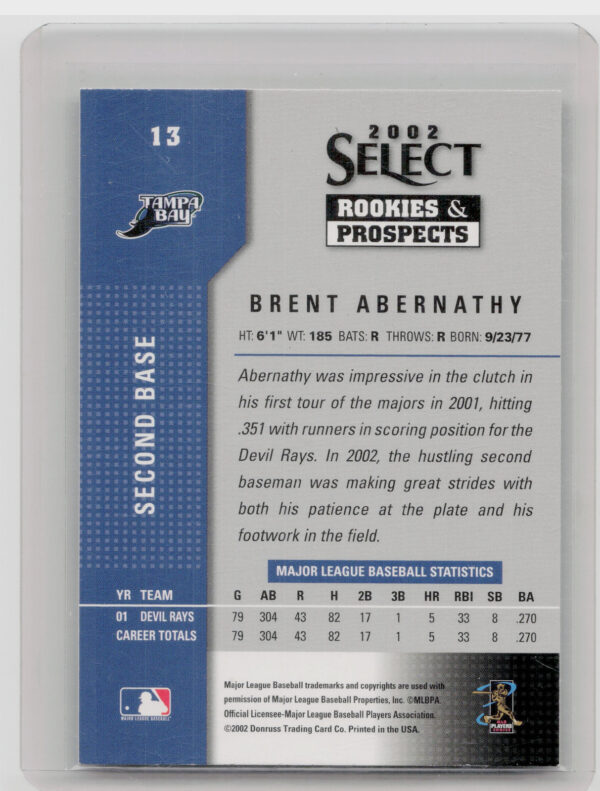 13
2002
SELECT
ROOKIES &
PROSPECTS
TAMPA
BAY
BRENT ABERNATHY
HT: 6'1" WT: 185 BATS: R THROWS: R BORN: 9/23/77
SECOND BASE
Abernathy was impressive in the clutch in
his first tour of the majors in 2001, hitting
.351 with runners in scoring position for the
Devil Rays. In 2002, the hustling second
baseman was making great strides with
both his patience at the plate and his
footwork in the field.
MAJOR LEAGUE BASEBALL STATISTICS
YR TEAM G AB R H 2B 3B HR RBI SB BA
01 DEVIL RAYS 79 304 43 82 17 1 5 33 8 .270
CAREER TOTALS 79 304 43 82 17 1 5 33 8 .270
Major League Baseball trademarks and copyrights are used with
permission of Major League Baseball Properties, Inc. ©MLBPA
Official Licensee-Major League Baseball Players Association.
©2002 Donruss Trading Card Co. Printed in the USA.
MAJOR LEAGUE BASEBALL
PLAYERS